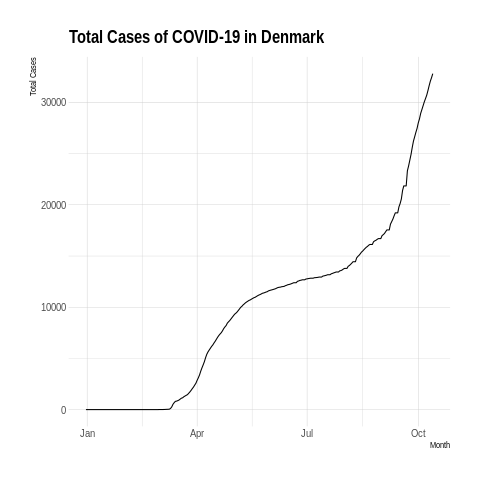 Total Cases of COVID-19 in Denmark
Total Cases
30000
20000
10000
0
Jan Apr Jul Oct
Month